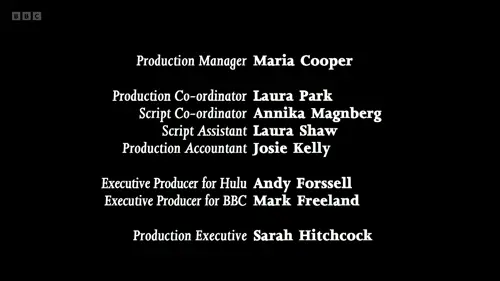 BBC
Production Manager Maria Cooper
Production Co-ordinator Laura Park
Script Co-ordinator Annika Magnberg
Script Assistant Laura Shaw
Production Accountant Josie Kelly
Executive Producer for Hulu Andy Forssell
Executive Producer for BBC Mark Freeland
Production Executive Sarah Hitchcock